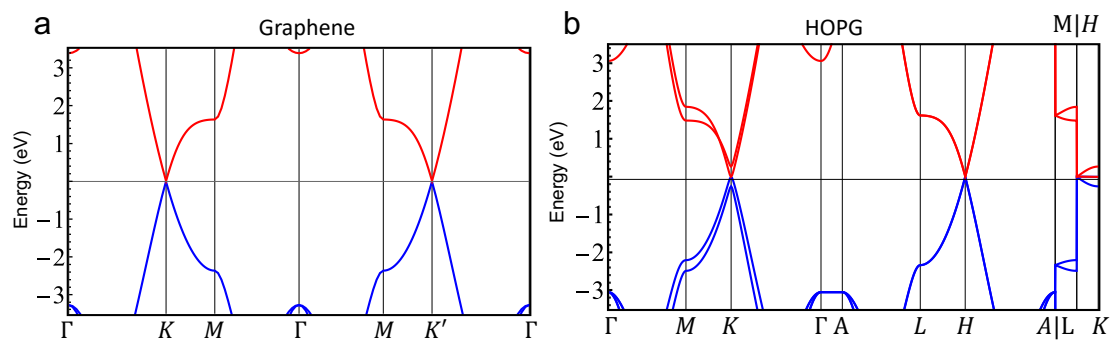 a
Graphene
Energy (eV)
3
2
1
−1
−2
−3
Γ K M Γ M K′ Γ
b
HOPG
M|H
Energy (eV)
3
2
1
−1
−2
−3
Γ M K Γ A L H A|L K